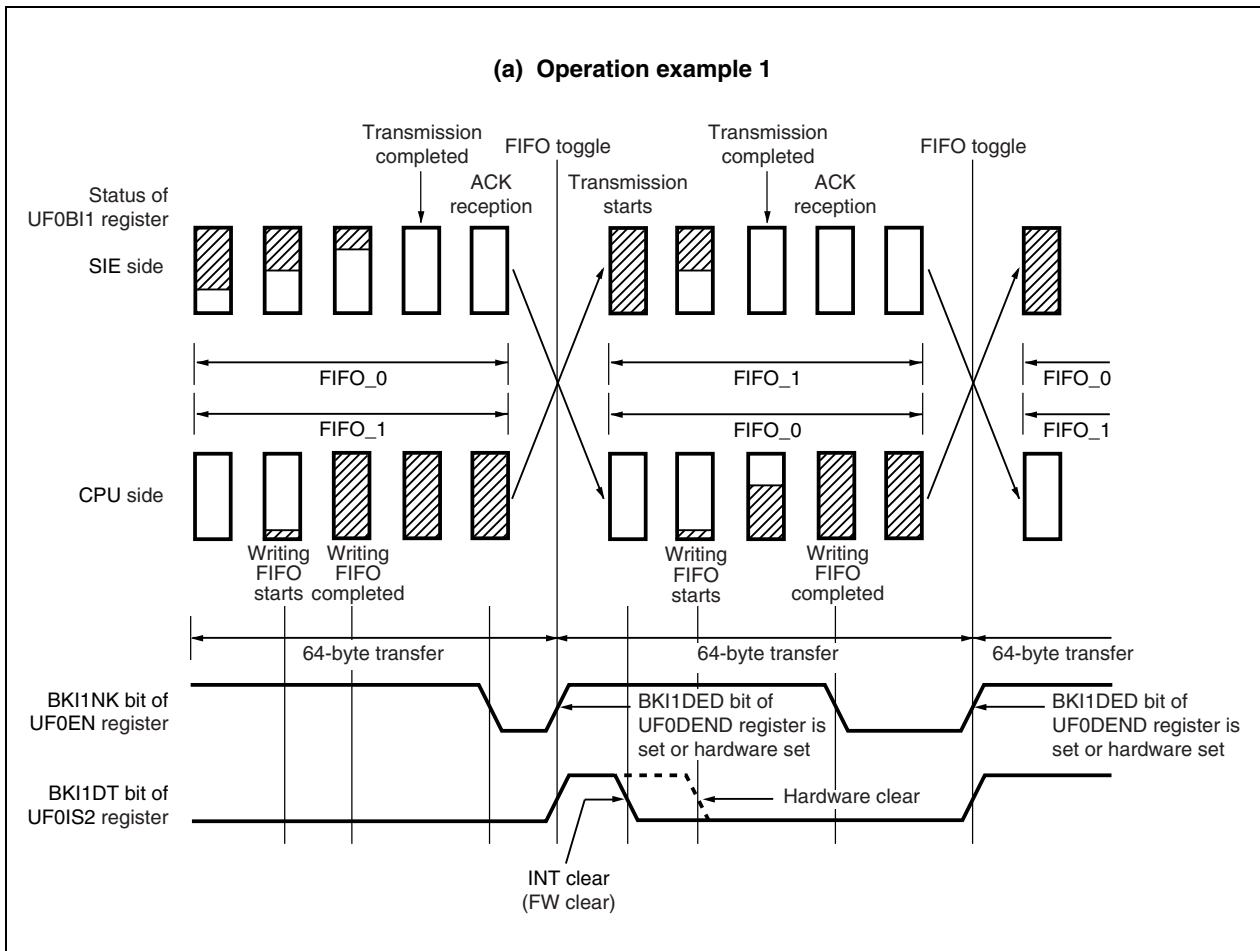 (a) Operation example 1
Transmission
completed
FIFO toggle
Transmission
completed
FIFO toggle
Status of
UF0BI1 register
ACK
reception
Transmission
starts
ACK
reception
SIE side
FIFO_0
FIFO_1
FIFO_0
FIFO_1
FIFO_0
FIFO_1
CPU side
Writing
FIFO
starts
Writing
FIFO
completed
Writing
FIFO
starts
Writing
FIFO
completed
64-byte transfer
64-byte transfer
64-byte transfer
BKI1NK bit of
UF0EN register
BKI1DED bit of
UF0DEND register is
set or hardware set
BKI1DED bit of
UF0DEND register is
set or hardware set
BKI1DT bit of
UF0IS2 register
Hardware clear
INT clear
(FW clear)